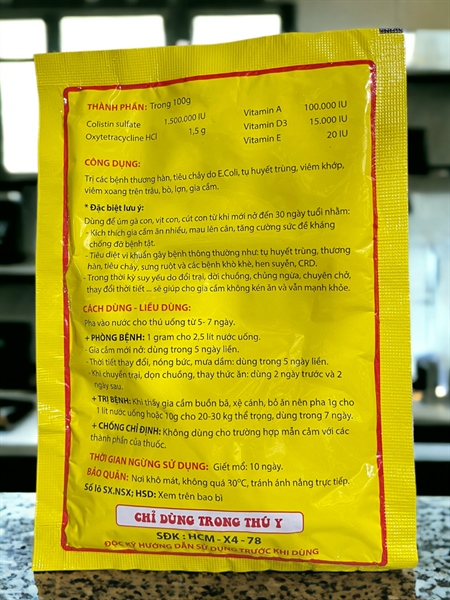 THÀNH PHẦN: Trong 100g
Colistin sulfate 1,500,000 IU Vitamin A 100.000 IU
Oxytetracycline HCl 1,5 g Vitamin D3 15.000 IU
Vitamin E 20 IU
CÔNG DỤNG:
Trị các bệnh thương hàn, tiêu chảy do E.Coli, tụ huyết trùng, viêm khớp,
viêm xoang trên trâu, bò, lợn, gia cầm.
* Đặc biệt lưu ý:
Dùng để úm gà con, vịt con, cút con từ khi mới nở đến 30 ngày tuổi nhằm:
- Kích thích gia cầm ăn nhiều, mau lên cân, tăng cường sức đề kháng
chống đỡ bệnh tật.
- Tiêu diệt vi khuẩn gây bệnh thông thường như: tụ huyết trùng, thương
hàn, tiêu chảy, sưng ruột và các bệnh khò khè, hen suyễn, CRD.
- Trong thời kỳ suy yếu do đổi trại, dời chuồng, chủng ngừa, chuyên chở,
thay đổi thời tiết ... sẽ giúp cho gia cầm không kén ăn và vẫn mạnh khỏe.
CÁCH DÙNG - LIỀU DÙNG:
Pha vào nước cho thú uống từ 5- 7 ngày.
+ PHÒNG BỆNH: 1 gram cho 2,5 lít nước uống.
- Gia cầm mới nở: dùng trong 5 ngày liền.
- Thời tiết thay đổi, nóng bức, mưa dầm: dùng trong 5 ngày liền.
- Khi chuyển trại, dọn chuồng, thay thức ăn: dùng 2 ngày trước và 2
ngày sau.
+ TRỊ BỆNH: Khi thấy gia cầm buồn bã, xệ cánh, bỏ ăn nên pha 1g cho
1 lít nước uống hoặc 10g cho 20-30 kg thể trọng, dùng trong 7 ngày.
+ CHỐNG CHỈ ĐỊNH: Không dùng cho trường hợp mẫn cảm với các
thành phần của thuốc.
THỜI GIAN NGỪNG SỬ DỤNG: Giết mổ: 10 ngày.
BẢO QUẢN: Nơi khô mát, không quá 30°C, tránh ánh nắng trực tiếp.
Số lô SX.NSX; HSD: Xem trên bao bì
CHỈ DÙNG TRONG THÚ Y
SĐK : HCM - X4 - 78
ĐỌC KỸ HƯỚNG DẪN SỬ DỤNG TRƯỚC KHI DÙNG